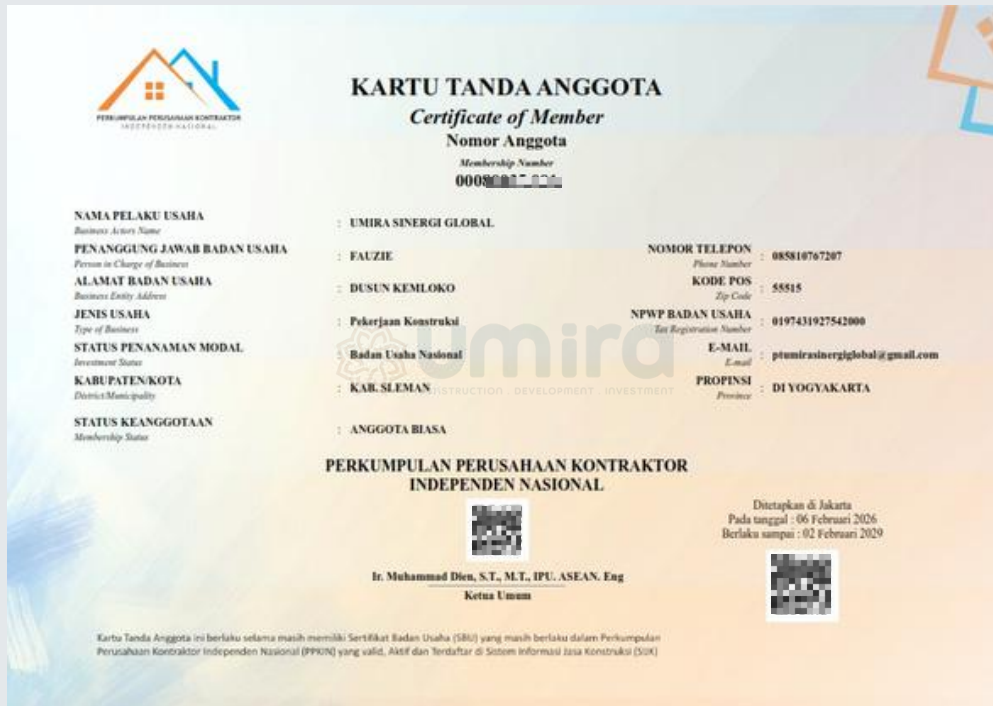 PERKUMPULAN PERUSAHAAN KONTRAKTOR
INDEPENDEN NASIONAL
KARTU TANDA ANGGOTA
Certificate of Member
Nomor Anggota
Membership Number
NAMA PELAKU USAHA : UMIRA SINERGI GLOBAL
Business Actors Name
PENANGGUNG JAWAB BADAN USAHA : FAUZIE NOMOR TELEPON : 085810767207
Person in Charge of Business Phone Number
ALAMAT BADAN USAHA : DUSUN KEMLOKO KODE POS : 55515
Business Entity Address Zip Code
JENIS USAHA : Pekerjaan Konstruksi NPWP BADAN USAHA : 0197431927542000
Type of Business Tax Registration Number
STATUS PENANAMAN MODAL : Badan Usaha Nasional E-MAIL : ptumirasinergiglobal@gmail.com
Investment Status E-mail
KABUPATEN/KOTA : KAB. SLEMAN PROPINSI : DI YOGYAKARTA
District/Municipality Province
umira
CONSTRUCTION . DEVELOPMENT . INVESTMENT
STATUS KEANGGOTAAN : ANGGOTA BIASA
Membership Status
PERKUMPULAN PERUSAHAAN KONTRAKTOR
INDEPENDEN NASIONAL
Ditetapkan di Jakarta
Pada tanggal : 06 Februari 2026
Berlaku sampai : 02 Februari 2029
Ir. Muhammad Dien, S.T., M.T., IPU. ASEAN. Eng
Ketua Umum
Kartu Tanda Anggota ini berlaku selama masih memiliki Sertifikat Badan Usaha (SBU) yang masih berlaku dalam Perkumpulan
Perusahaan Kontraktor Independen Nasional (PPKIN) yang valid, Aktif dan Terdaftar di Sistem Informasi Jasa Konstruksi (SIJK)